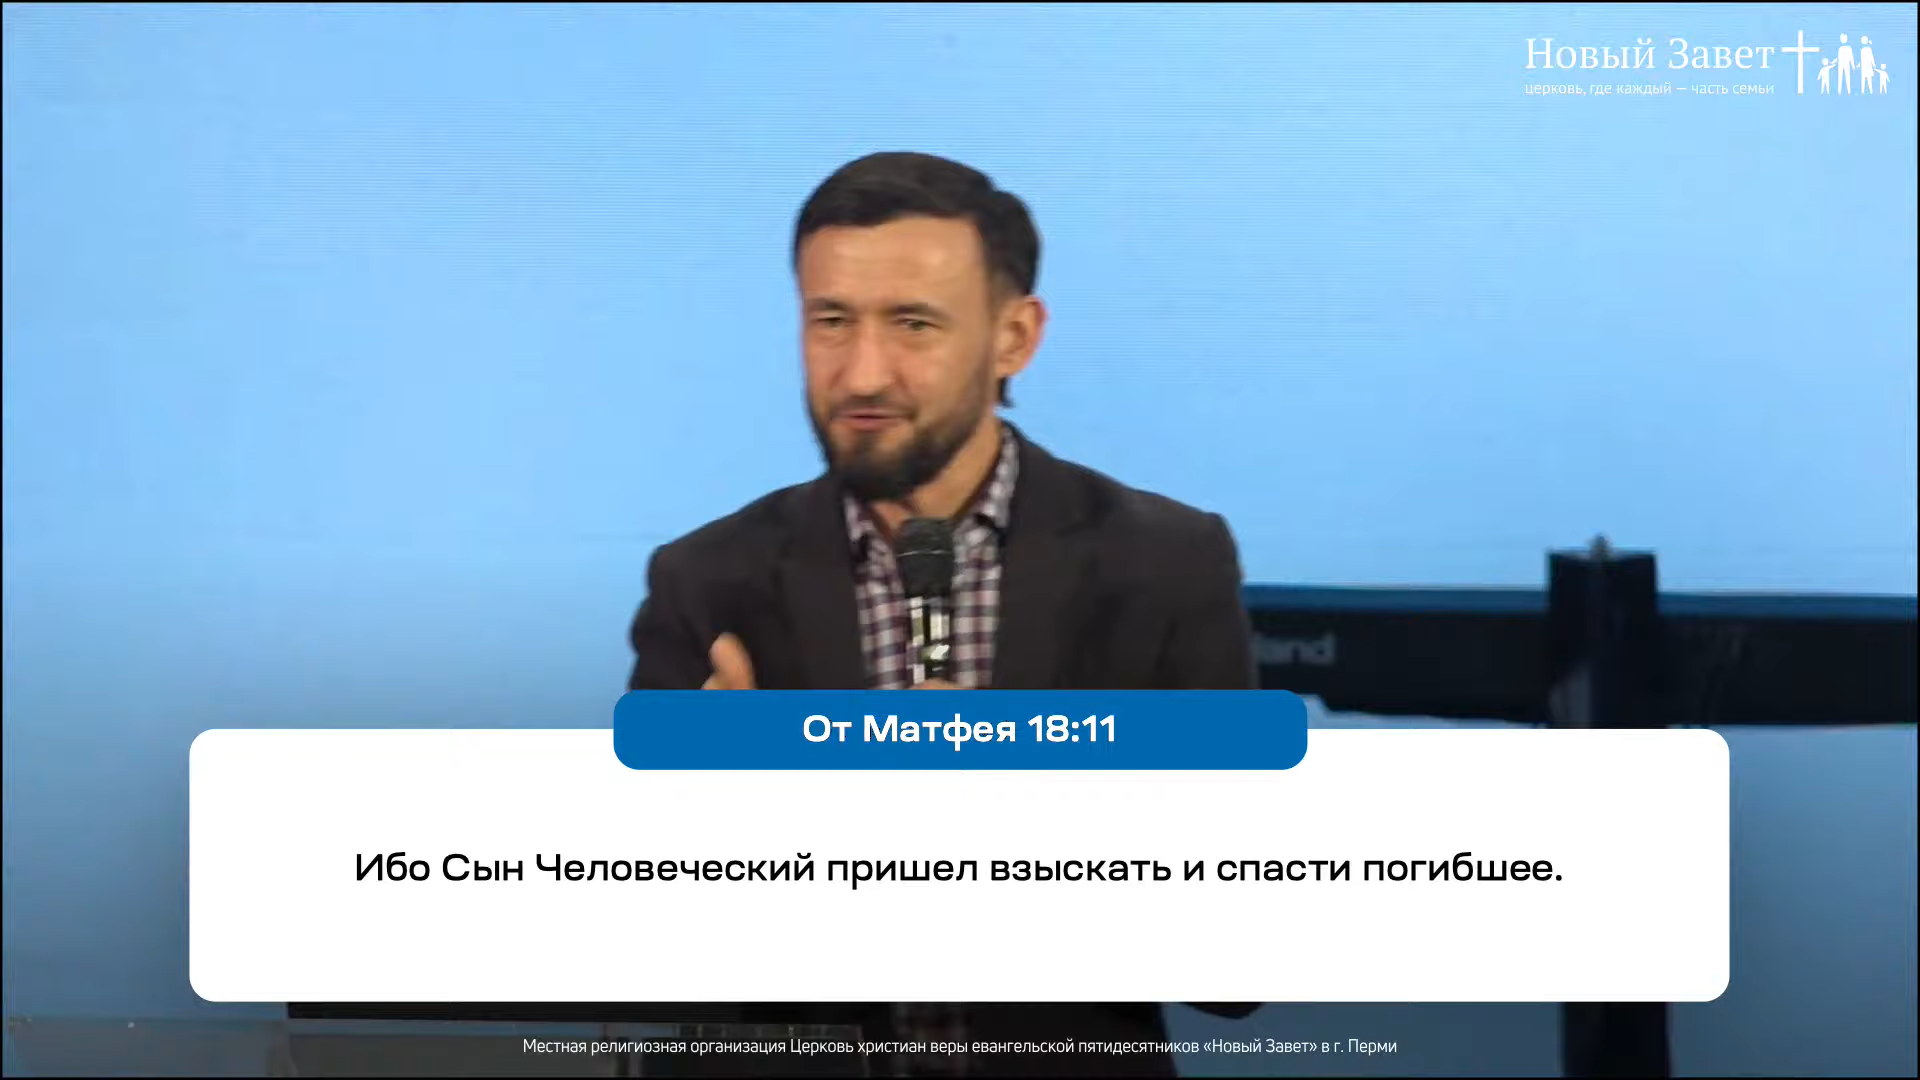 Новый Завет
церковь, где каждый — часть семьи
land
От Матфея 18:11
Ибо Сын Человеческий пришел взыскать и спасти погибшее.
Местная религиозная организация Церковь христиан веры евангельской пятидесятников «Новый Завет» в г. Перми